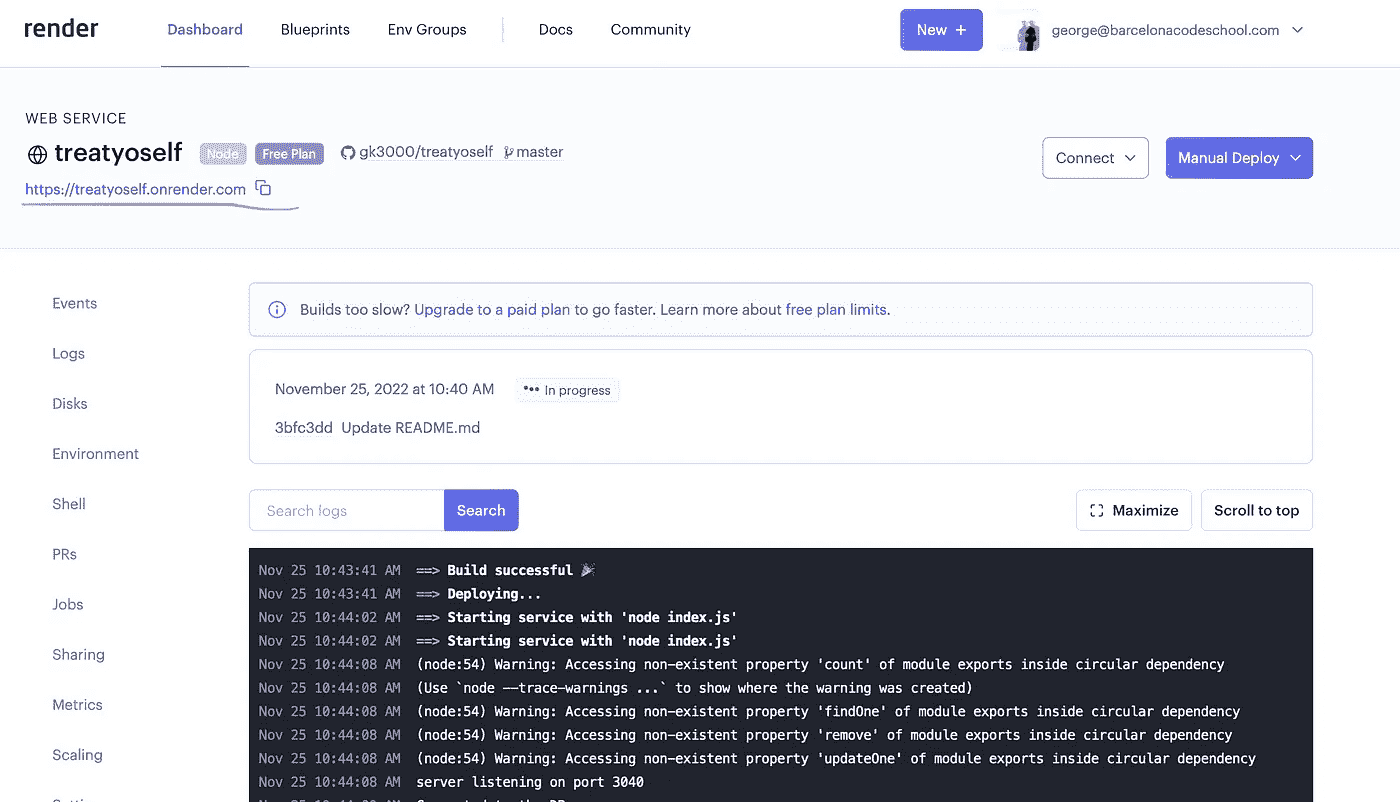 render Dashboard Blueprints Env Groups Docs Community New + george@barcelonacodeschool.com
WEB SERVICE
treatyoself Node Free Plan gk3000/treatyoself master
Connect Manual Deploy
https://treatyoself.onrender.com
Events
Logs
Disks
Environment
Shell
PRs
Jobs
Sharing
Metrics
Scaling
Builds too slow? Upgrade to a paid plan to go faster. Learn more about free plan limits.
November 25, 2022 at 10:40 AM ••• In progress
3bfc3dd Update README.md
Search logs Search Maximize Scroll to top
Nov 25 10:43:41 AM ==> Build successful 🎉
Nov 25 10:43:41 AM ==> Deploying...
Nov 25 10:44:02 AM ==> Starting service with 'node index.js'
Nov 25 10:44:02 AM ==> Starting service with 'node index.js'
Nov 25 10:44:08 AM (node:54) Warning: Accessing non-existent property 'count' of module exports inside circular dependency
Nov 25 10:44:08 AM (Use `node --trace-warnings ...` to show where the warning was created)
Nov 25 10:44:08 AM (node:54) Warning: Accessing non-existent property 'findOne' of module exports inside circular dependency
Nov 25 10:44:08 AM (node:54) Warning: Accessing non-existent property 'remove' of module exports inside circular dependency
Nov 25 10:44:08 AM (node:54) Warning: Accessing non-existent property 'updateOne' of module exports inside circular dependency
Nov 25 10:44:08 AM server listening on port 3040